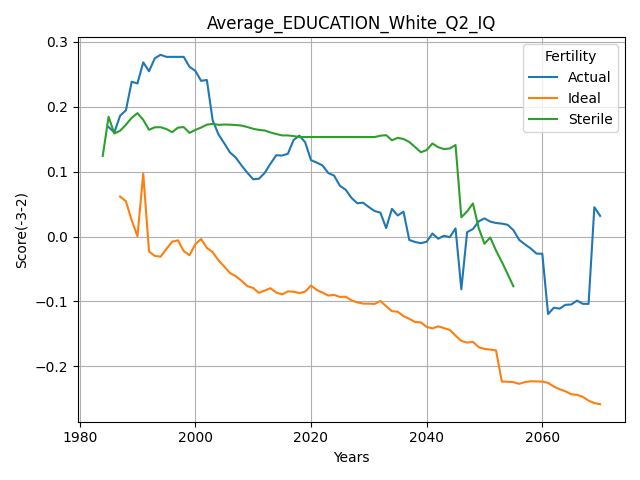 Average_EDUCATION_White_Q2_IQ
Fertility
Actual
Ideal
Sterile
Score(-3-2)
0.3
0.2
0.1
0.0
−0.1
−0.2
1980
2000
2020
2040
2060
Years